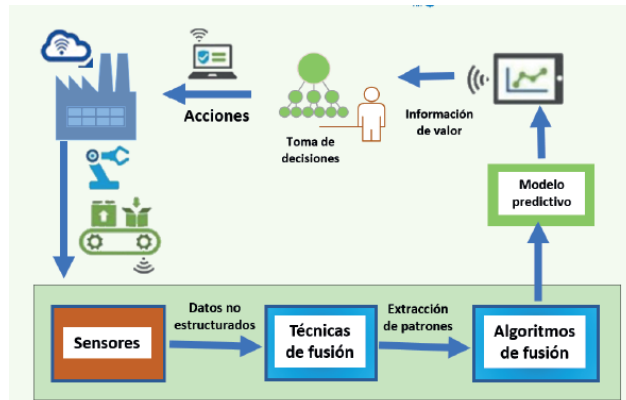 Acciones
Toma de
decisiones
Información
de valor
Modelo
predictivo
Sensores
Datos no
estructurados
Técnicas
de fusión
Extracción
de patrones
Algoritmos
de fusión